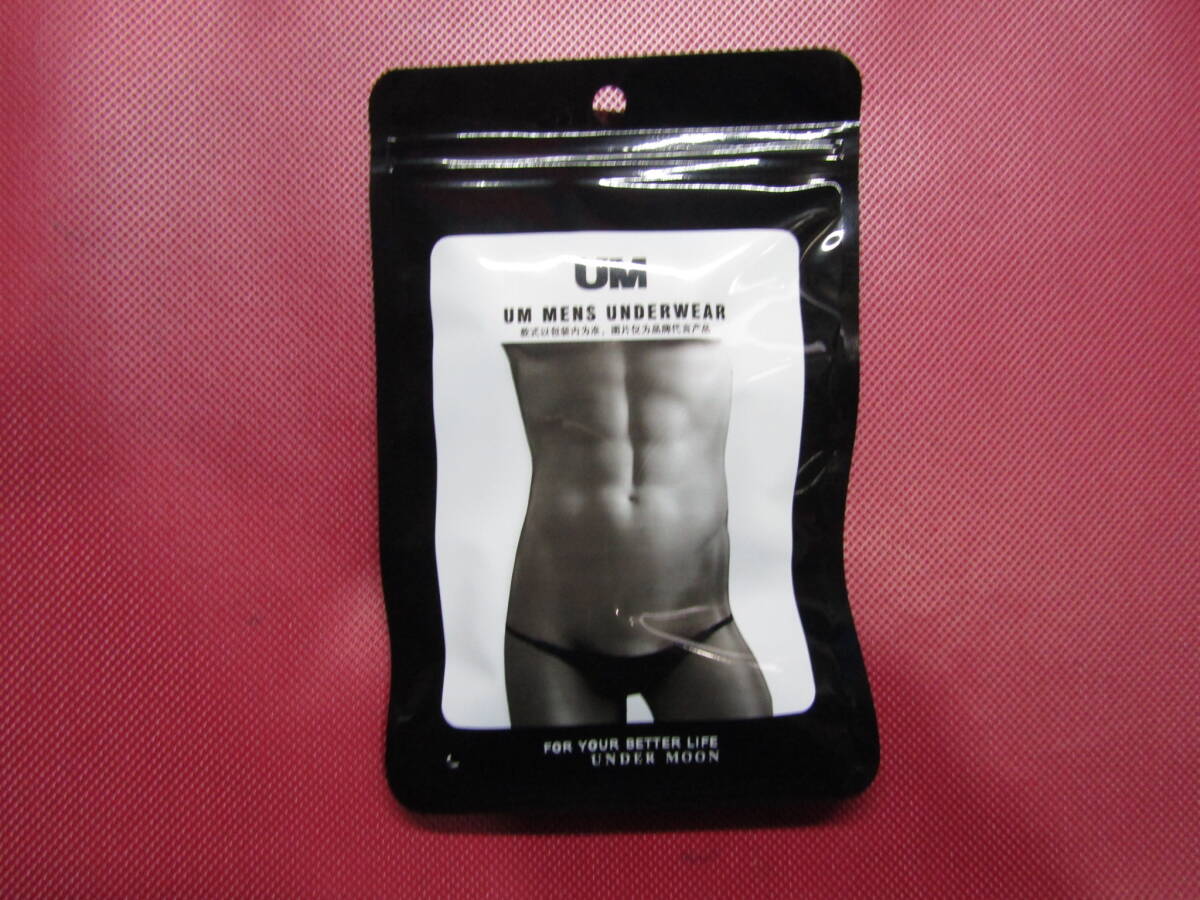 UM
UM MENS UNDERWEAR
款式以包装内为准，图片仅为品牌代言产品
FOR YOUR BETTER LIFE
UNDER MOON